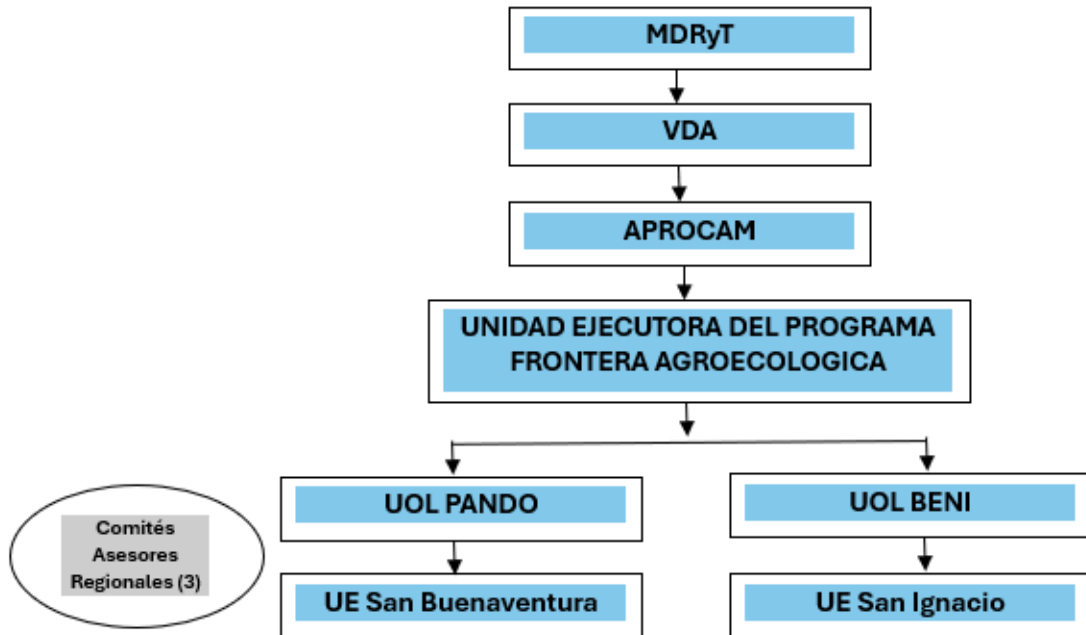 MDRyT
VDA
APROCAM
UNIDAD EJECUTORA DEL PROGRAMA
FRONTERA AGROECOLOGICA
UOL PANDO
UOL BENI
Comités
Asesores
Regionales (3)
UE San Buenaventura
UE San Ignacio